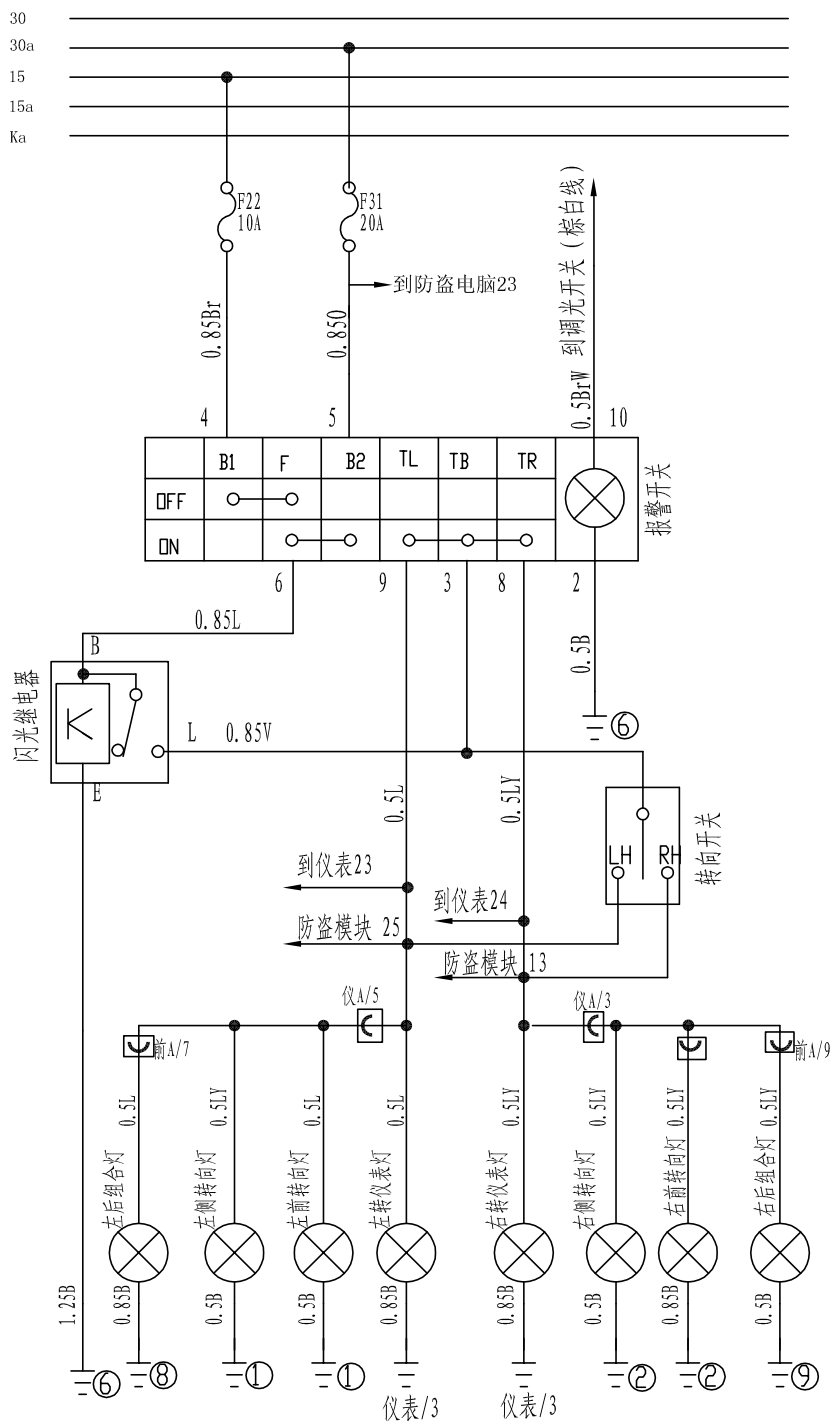 30
30a
15
15a
Ka
F22
10A
F31
20A
到防盗电脑23
0.85Br
0.85O
0.5BrW 到调光开关(棕白线)
4
5
10
B1
F
B2
TL
TB
TR
OFF
ON
报警开关
6
9
3
8
2
0.85L
0.5B
B
闪光继电器
L
0.85V
⑥
E
0.5L
0.5LY
LH
RH
转向开关
到仪表23
到仪表24
防盗模块 25
防盗模块 13
仪A/5
仪A/3
前A/7
前A/9
0.5L
0.5LY
0.5L
0.5L
0.5LY
0.5LY
0.5LY
0.5LY
左后组合灯
左侧转向灯
左前转向灯
左转仪表灯
右转仪表灯
右侧转向灯
右前转向灯
右后组合灯
1.25B
0.85B
0.5B
0.5B
0.85B
0.85B
0.5B
0.85B
0.5B
⑥
⑧
①
①
②
②
⑨
仪表/3
仪表/3